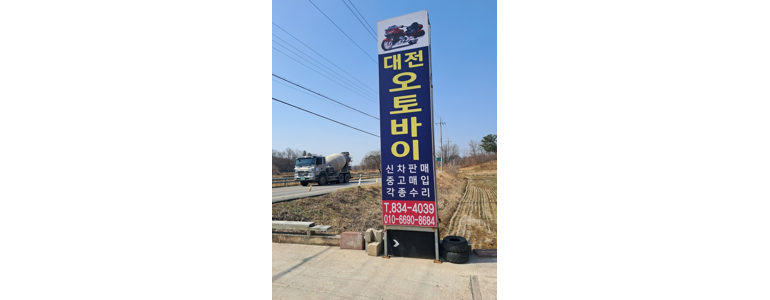 대전
오토바이
신차판매
중고매입
각종수리
T.834-4039
010-6690-8684